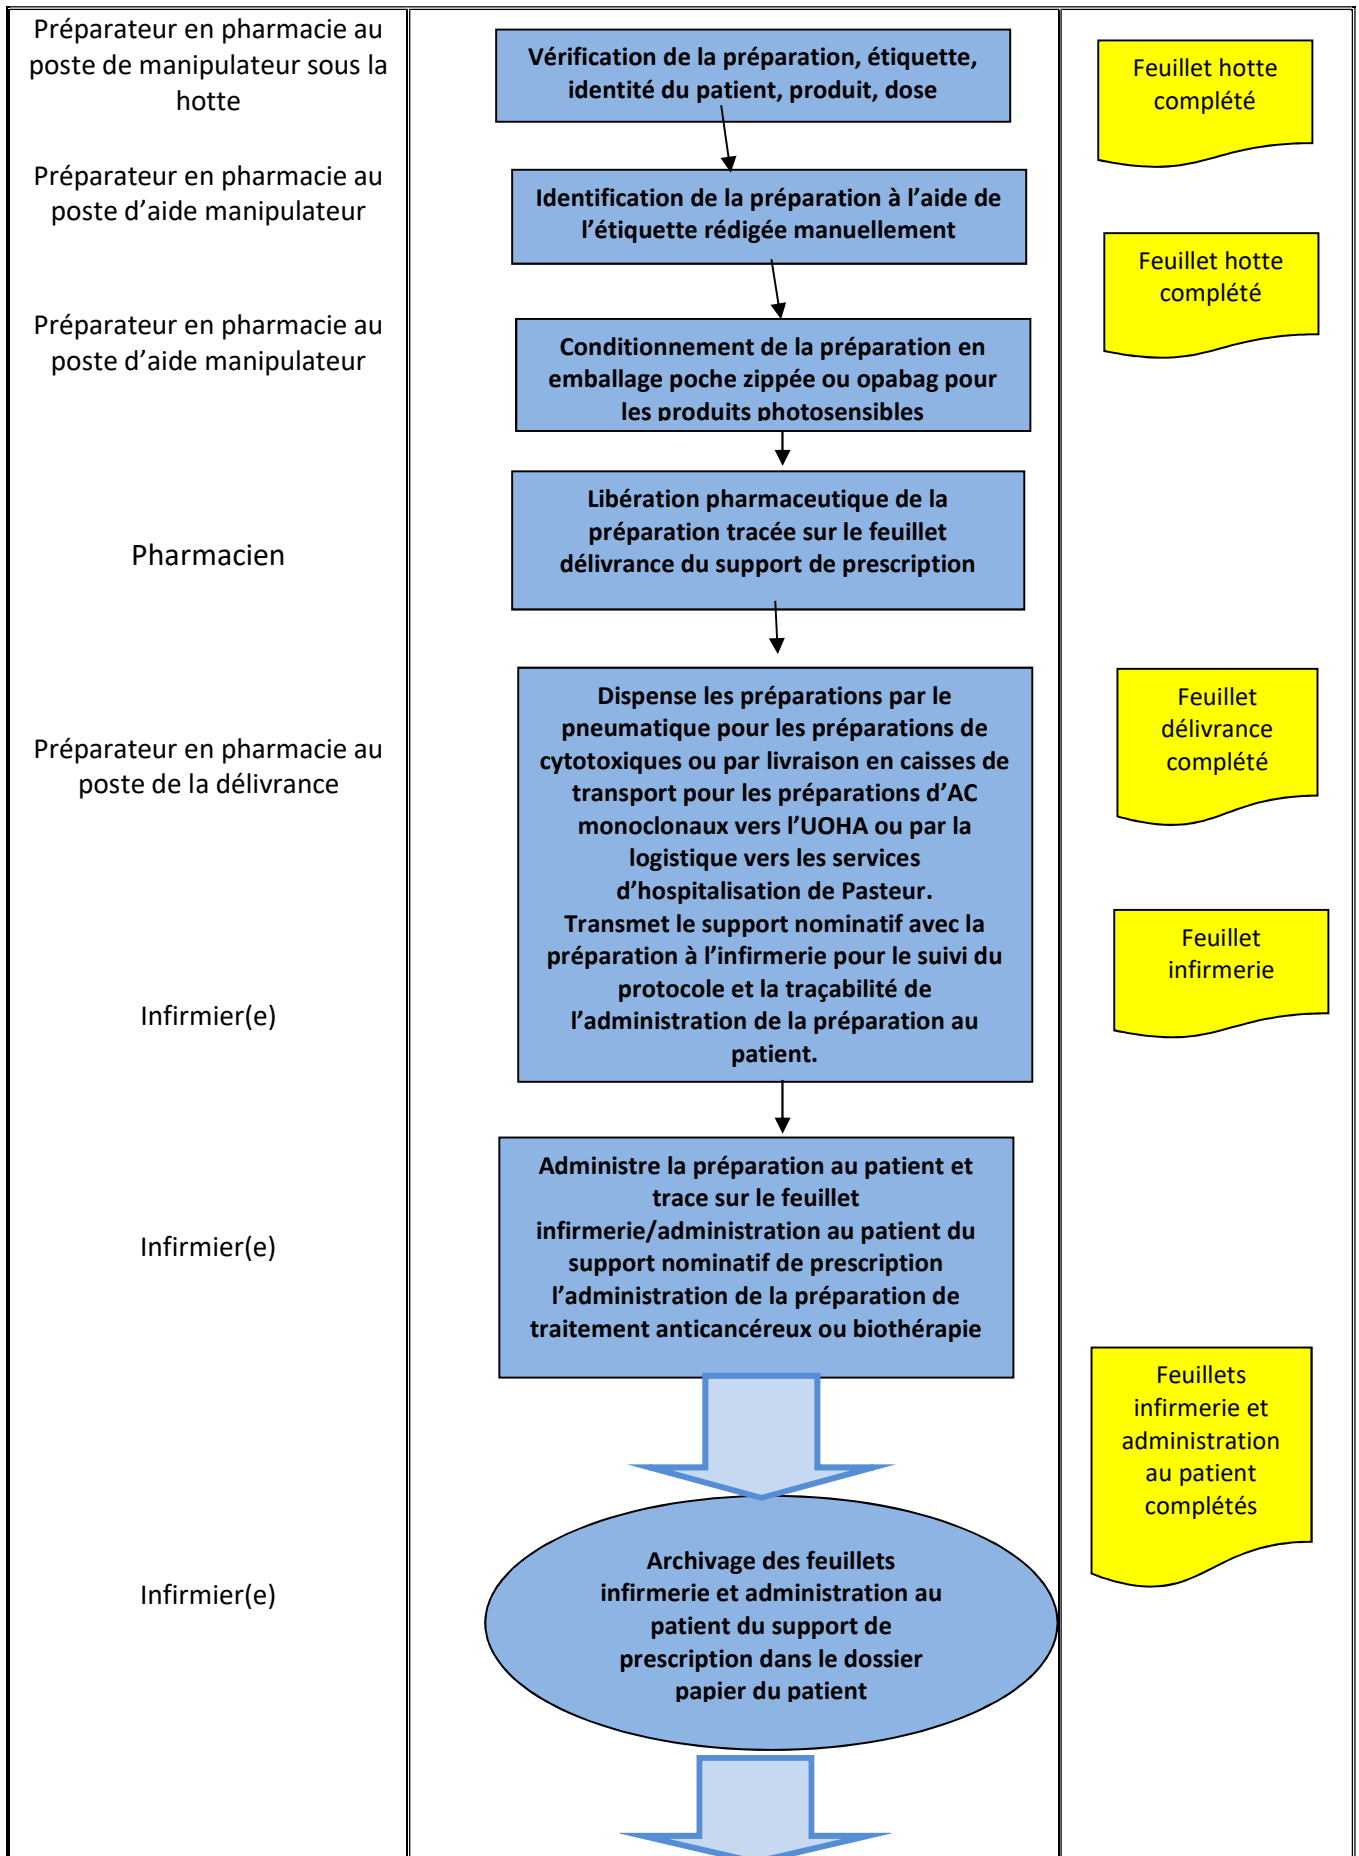 Préparateur en pharmacie au
poste de manipulateur sous la
hotte
Vérification de la préparation, étiquette,
identité du patient, produit, dose
Feuillet hotte
complété
Préparateur en pharmacie au
poste d’aide manipulateur
Identification de la préparation à l’aide de
l’étiquette rédigée manuellement
Feuillet hotte
complété
Préparateur en pharmacie au
poste d’aide manipulateur
Conditionnement de la préparation en
emballage poche zippée ou opabag pour
les produits photosensibles
Pharmacien
Libération pharmaceutique de la
préparation tracée sur le feuillet
délivrance du support de prescription
Préparateur en pharmacie au
poste de la délivrance
Dispense les préparations par le
pneumatique pour les préparations de
cytotoxiques ou par livraison en caisses de
transport pour les préparations d’AC
monoclonaux vers l’UOHA ou par la
logistique vers les services
d’hospitalisation de Pasteur.
Transmet le support nominatif avec la
préparation à l’infirmerie pour le suivi du
protocole et la traçabilité de
l’administration de la préparation au
patient.
Feuillet
délivrance
complété
Infirmier(e)
Feuillet
infirmerie
Infirmier(e)
Administre la préparation au patient et
trace sur le feuillet
infirmerie/administration au patient du
support nominatif de prescription
l’administration de la préparation de
traitement anticancéreux ou biothérapie
Feuillets
infirmerie et
administration
au patient
complétés
Infirmier(e)
Archivage des feuillets
infirmerie et administration au
patient du support de
prescription dans le dossier
papier du patient